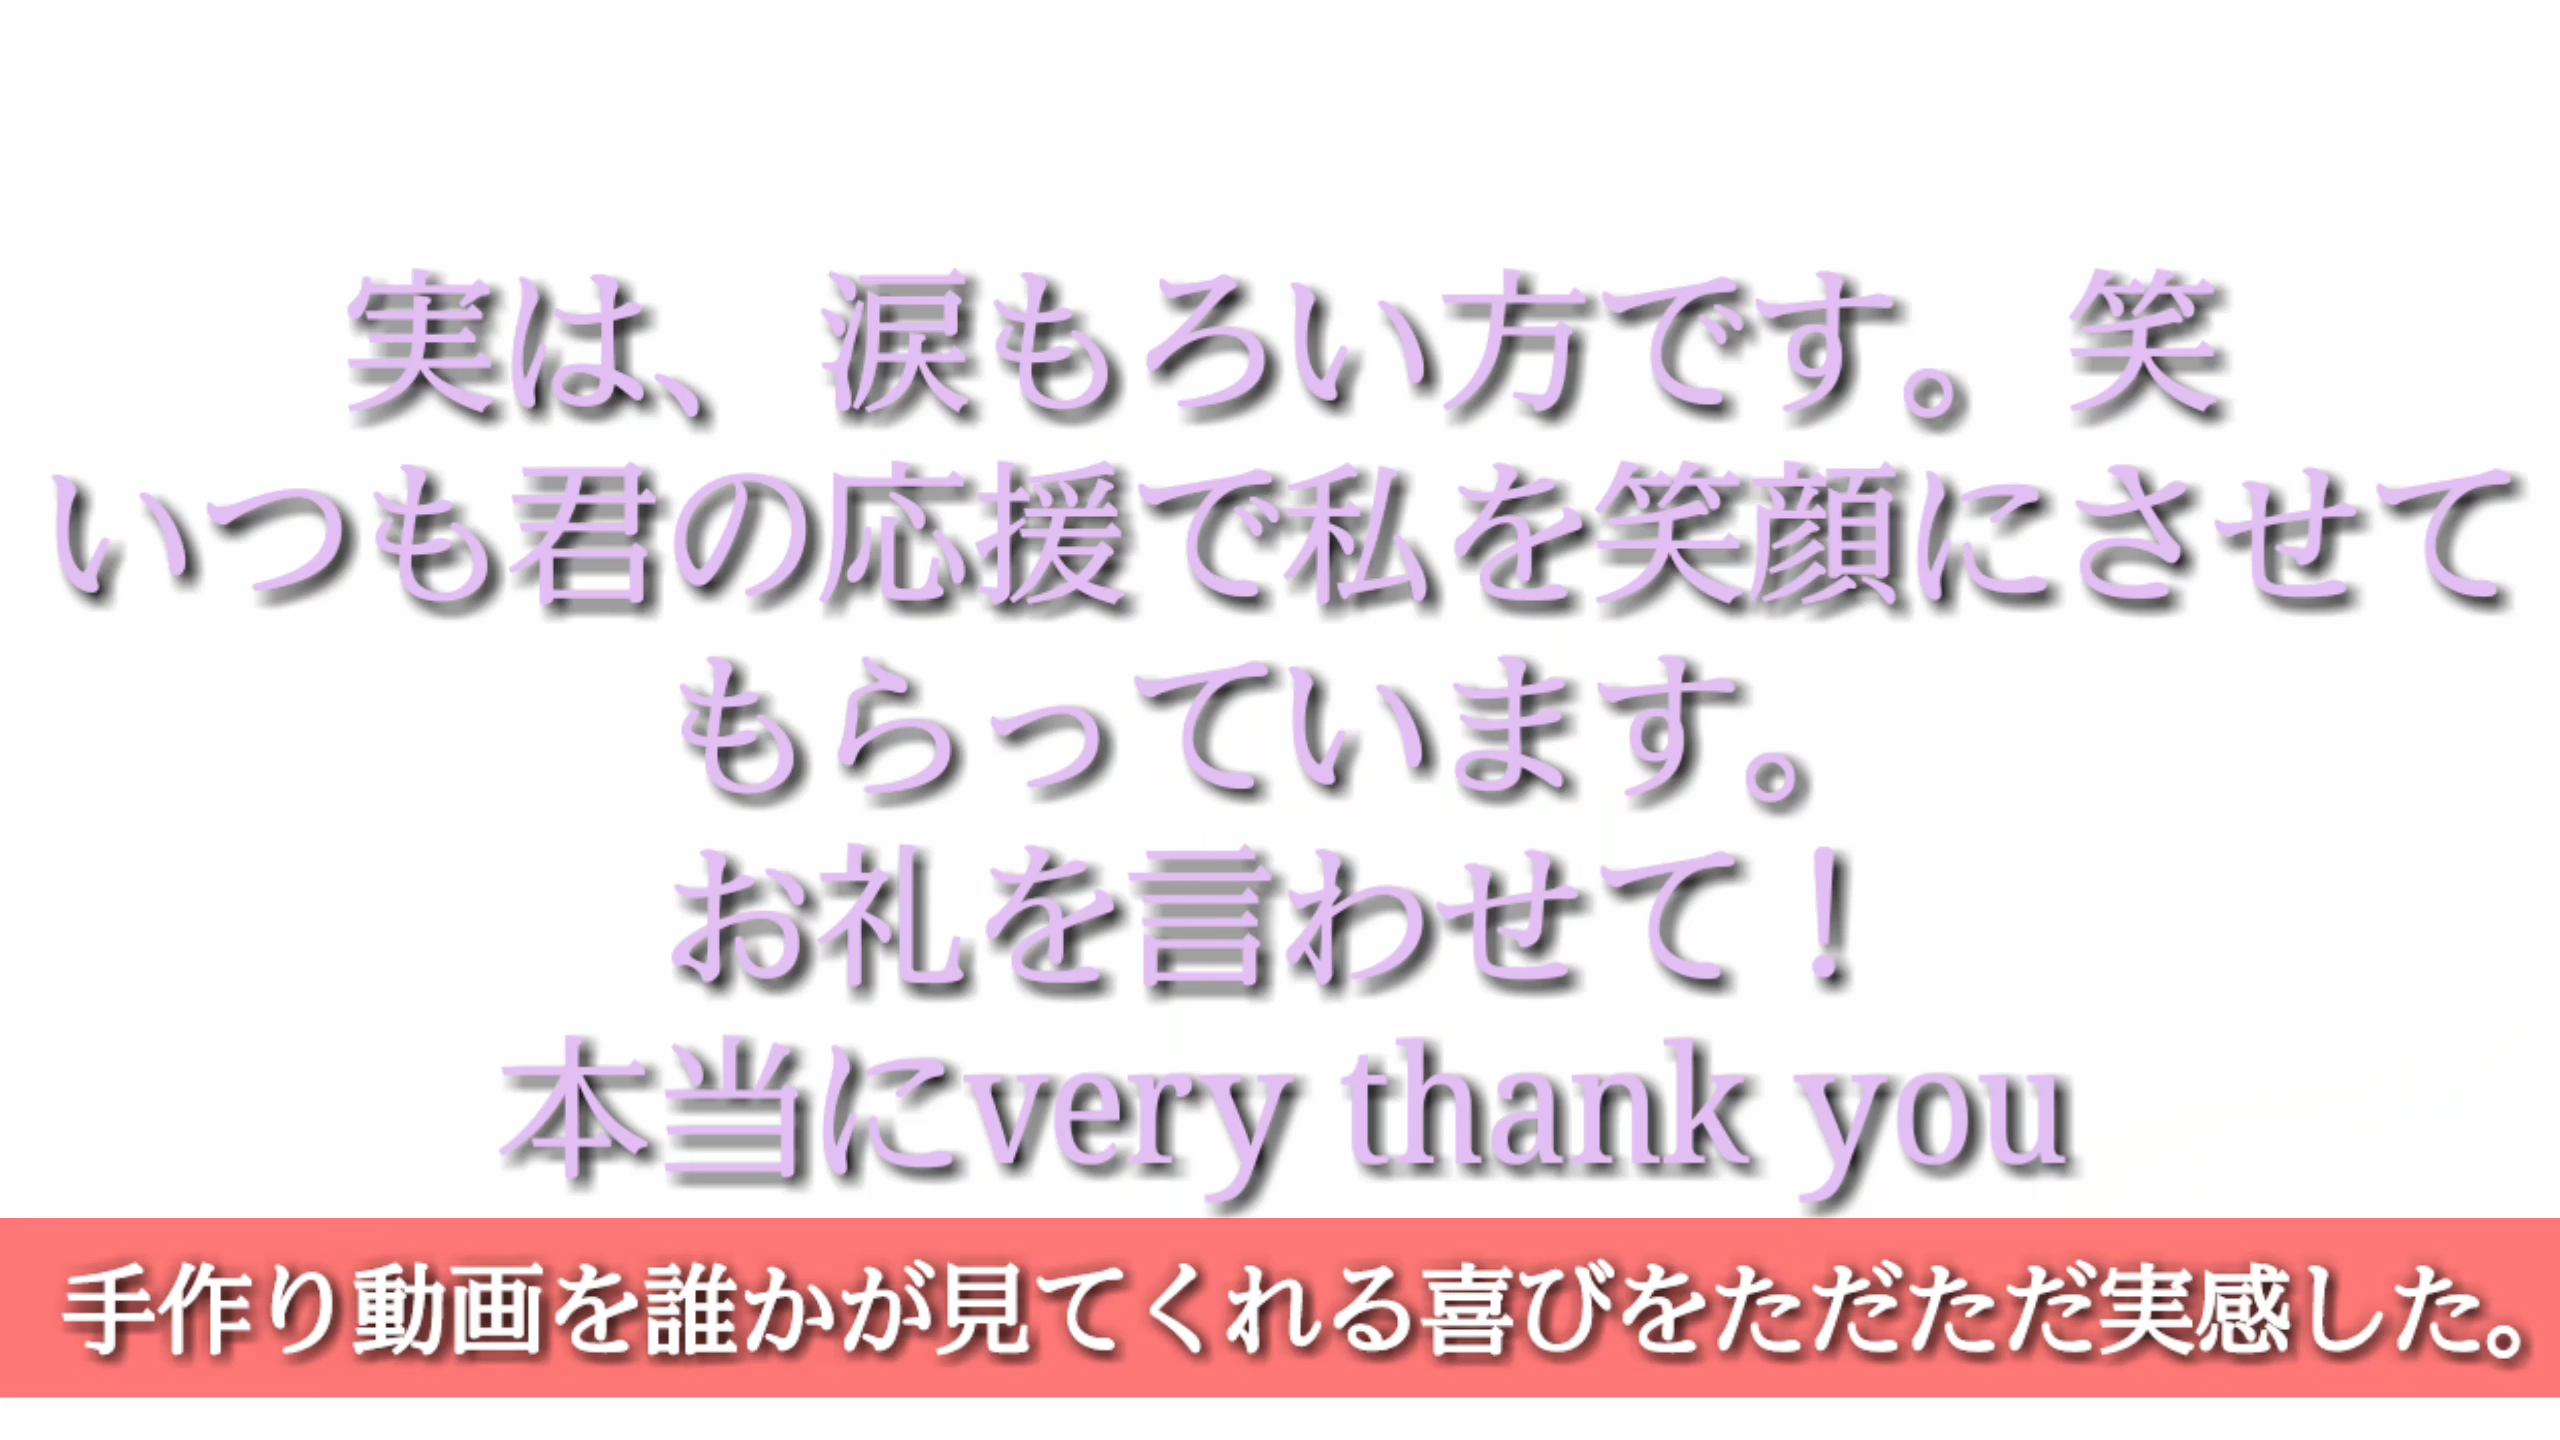 実は、涙もろい方です。笑
いつも君の応援で私を笑顔にさせて
もらっています。
お礼を言わせて！
本当にvery thank you
手作り動画を誰かが見てくれる喜びをただただ実感した。